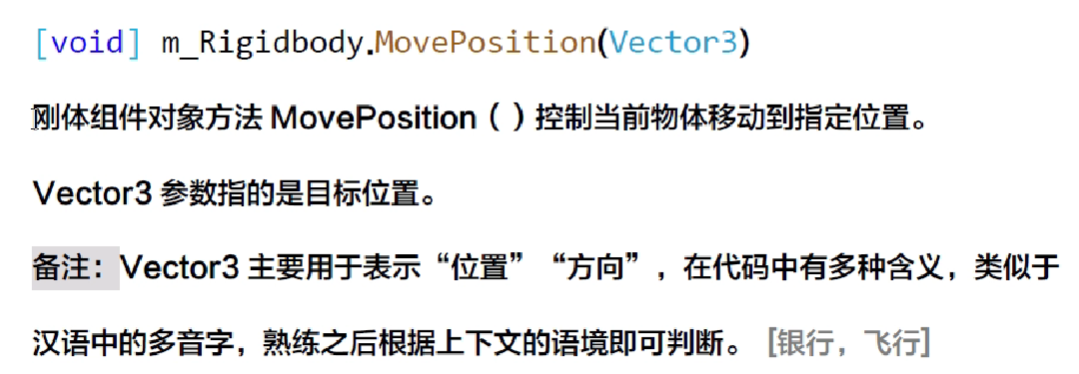 [void] m_Rigidbody.MovePosition(Vector3)
刚体组件对象方法 MovePosition（）控制当前物体移动到指定位置。
Vector3 参数指的是目标位置。
备注：Vector3 主要用于表示“位置”“方向”，在代码中有多种含义，类似于
汉语中的多音字，熟练之后根据上下文的语境即可判断。 [银行，飞行]